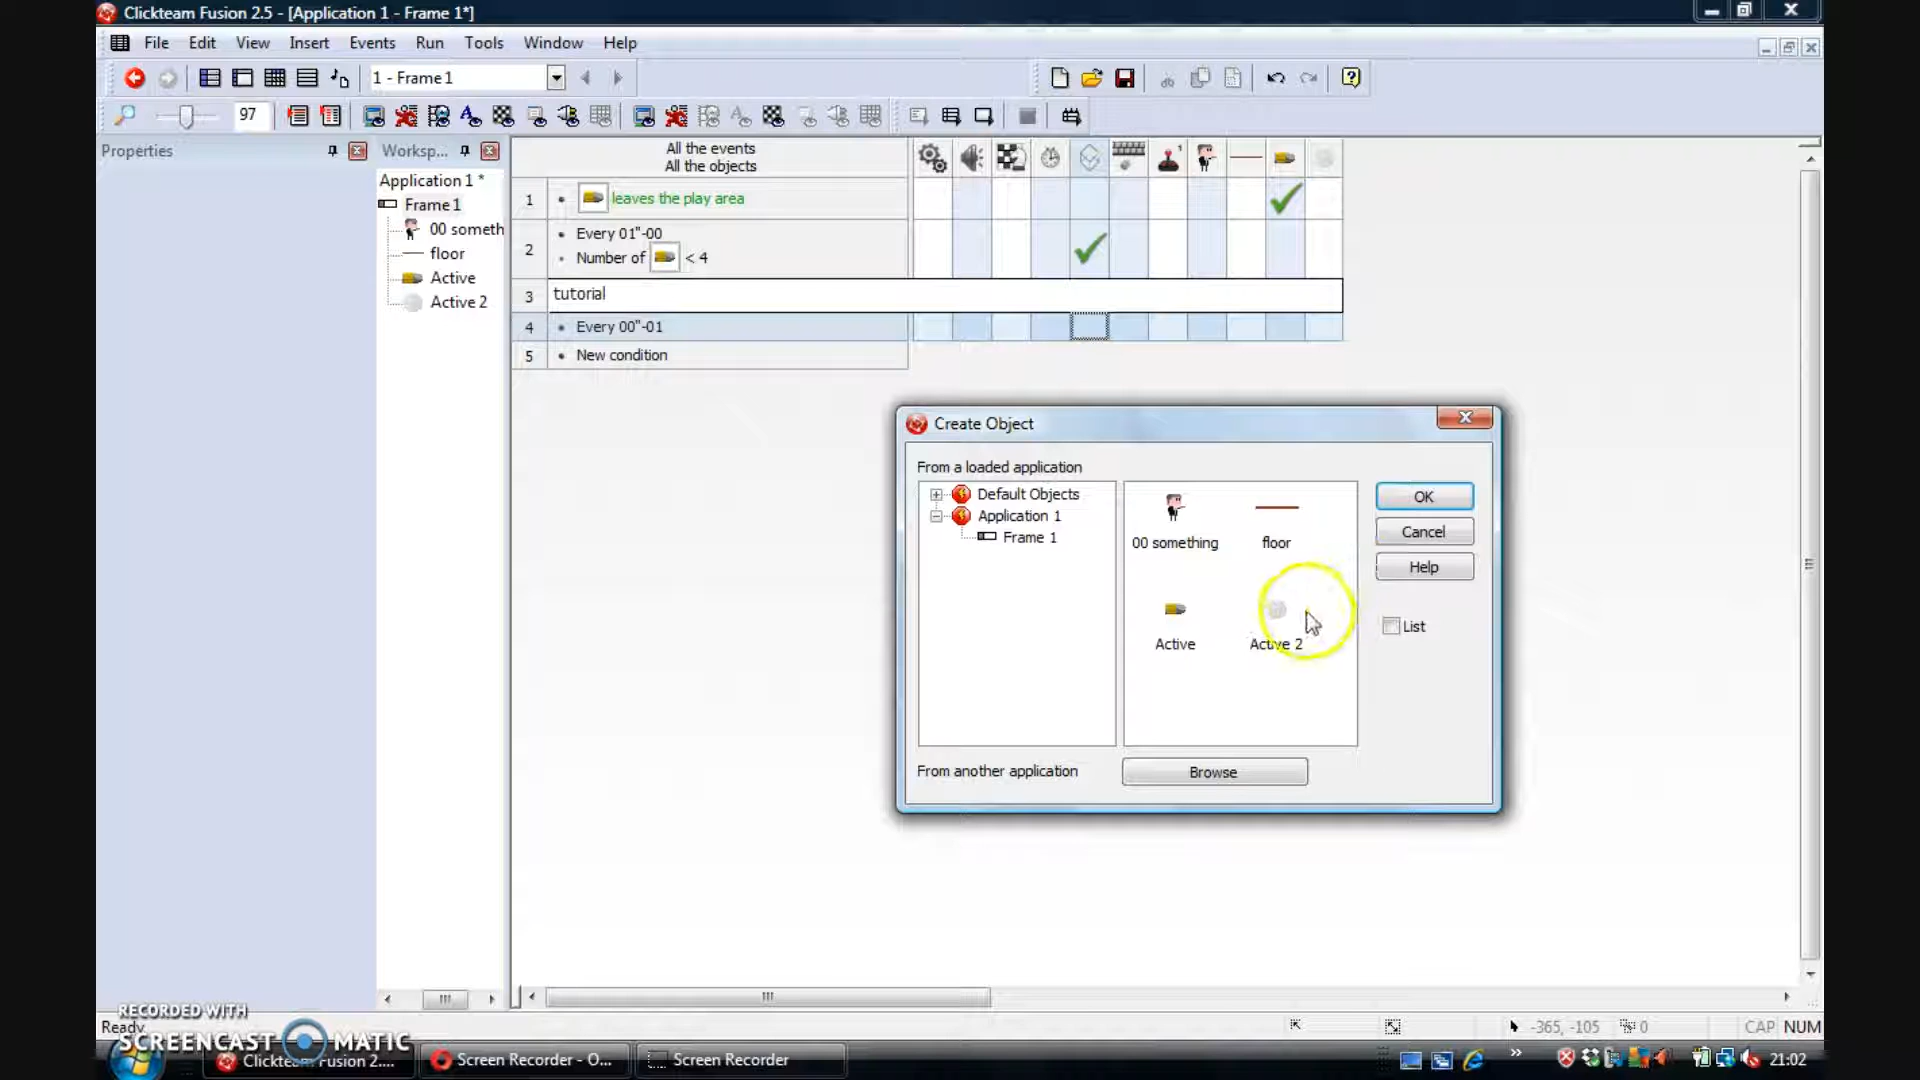 Clickteam Fusion 2.5 - [Application 1 - Frame 1*]
File Edit View Insert Events Run Tools Window Help
1 - Frame 1
97
Properties
Worksp...
Application 1 *
Frame 1
00 someth
floor
Active
Active 2
All the events
All the objects
1 leaves the play area
2 Every 01"-00
Number of < 4
3 tutorial
4 Every 00"-01
5 New condition
Create Object
From a loaded application
Default Objects
Application 1
Frame 1
00 something
floor
Active
Active 2
OK
Cancel
Help
List
From another application
Browse
RECORDED WITH
SCREENCAST MATIC
Ready
-365, -105
0
CAP NUM
Clickteam Fusion 2....
Screen Recorder - O...
Screen Recorder
21:02